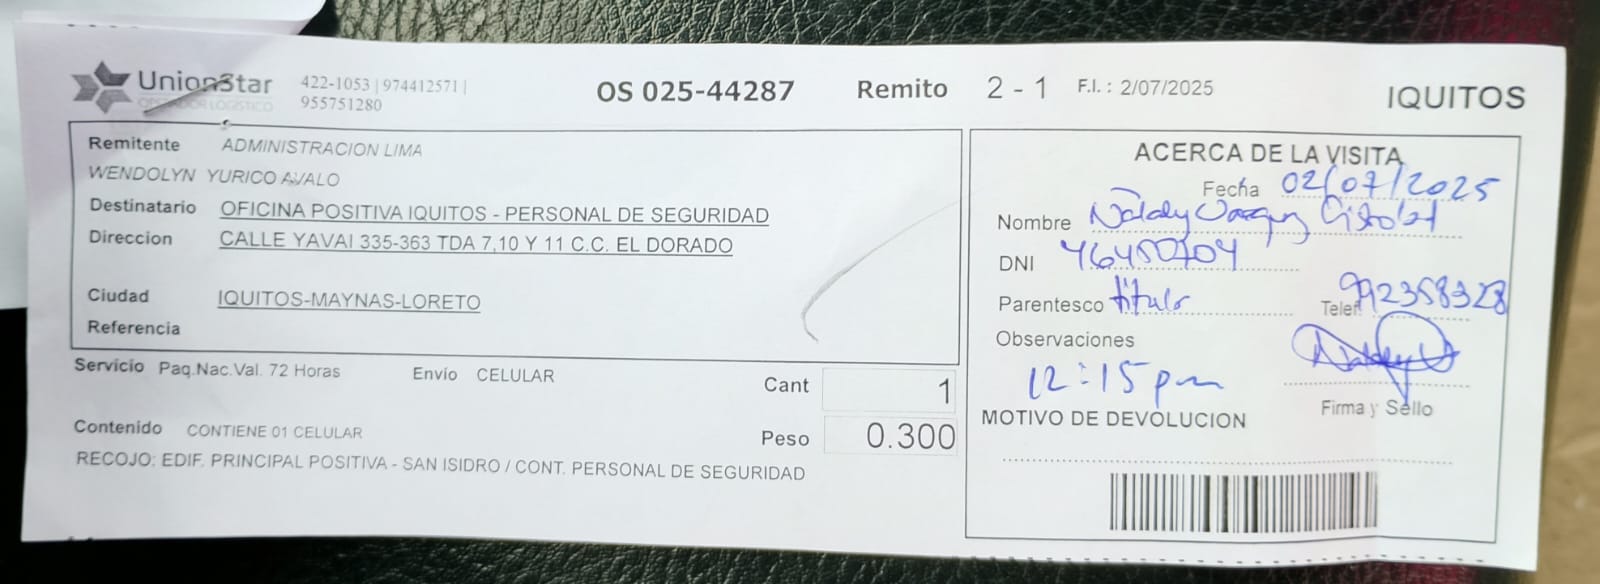 UnionStar
OPERADOR LOGISTICO
422-1053 | 974412571 |
955751280
OS 025-44287
Remito 2 - 1
F.I. : 2/07/2025
IQUITOS
Remitente ADMINISTRACION LIMA
WENDOLYN YURICO AVALO
Destinatario OFICINA POSITIVA IQUITOS - PERSONAL DE SEGURIDAD
Direccion CALLE YAVAI 335-363 TDA 7,10 Y 11 C.C. EL DORADO
Ciudad IQUITOS-MAYNAS-LORETO
Referencia
Servicio Paq.Nac.Val. 72 Horas Envío CELULAR
Cant 1
Contenido CONTIENE 01 CELULAR
Peso 0.300
RECOJO: EDIF. PRINCIPAL POSITIVA - SAN ISIDRO / CONT. PERSONAL DE SEGURIDAD
ACERCA DE LA VISITA
Fecha 02/07/2025
Nombre
DNI 46450704
Parentesco titular
Telef. 992358328
Observaciones
12:15 pm
Firma y Sello
MOTIVO DE DEVOLUCION